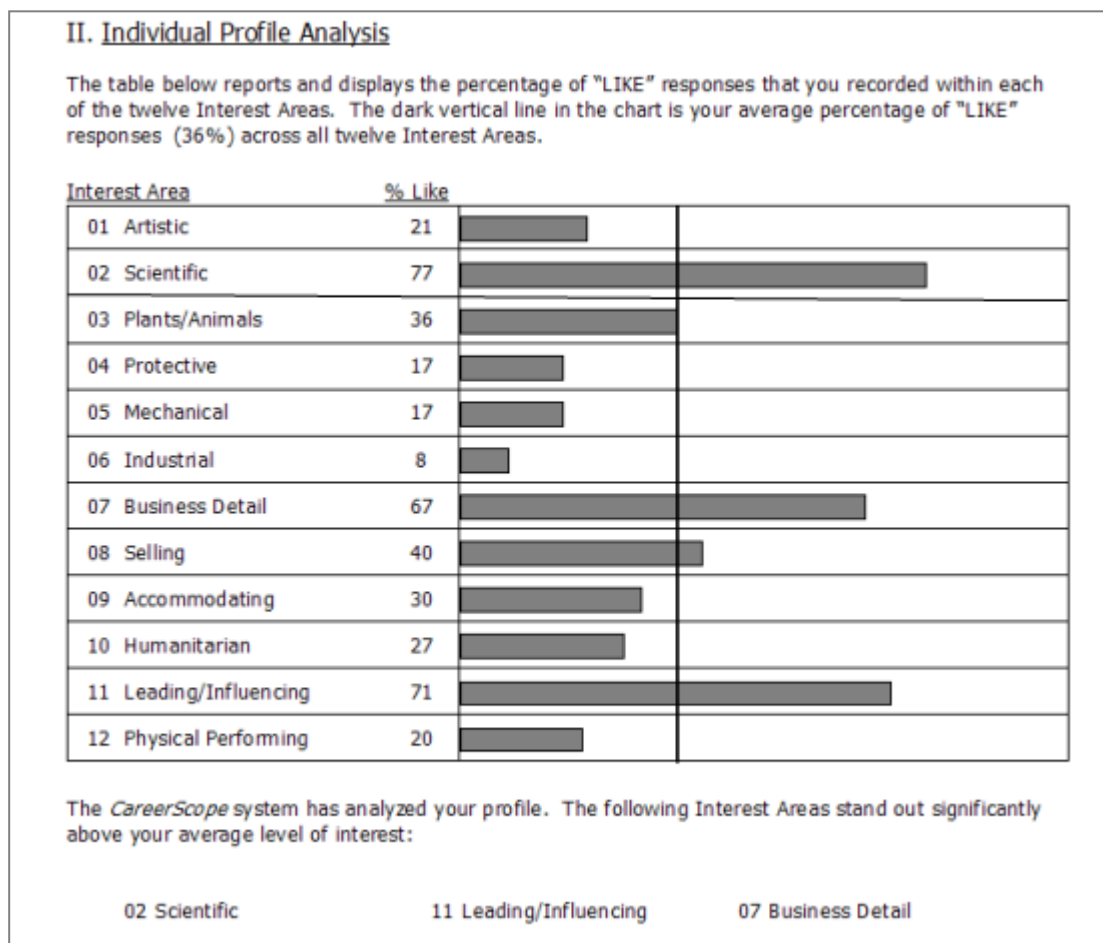 II. Individual Profile Analysis
The table below reports and displays the percentage of “LIKE” responses that you recorded within each
of the twelve Interest Areas. The dark vertical line in the chart is your average percentage of “LIKE”
responses (36%) across all twelve Interest Areas.
Interest Area % Like
01 Artistic 21
02 Scientific 77
03 Plants/Animals 36
04 Protective 17
05 Mechanical 17
06 Industrial 8
07 Business Detail 67
08 Selling 40
09 Accommodating 30
10 Humanitarian 27
11 Leading/Influencing 71
12 Physical Performing 20
The CareerScope system has analyzed your profile. The following Interest Areas stand out significantly
above your average level of interest:
02 Scientific 11 Leading/Influencing 07 Business Detail